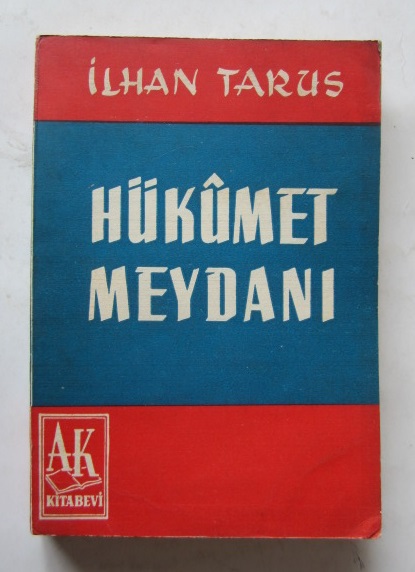 İLHAN TARUS
HÜKÛMET
MEYDANI
AK
KİTABEVİ